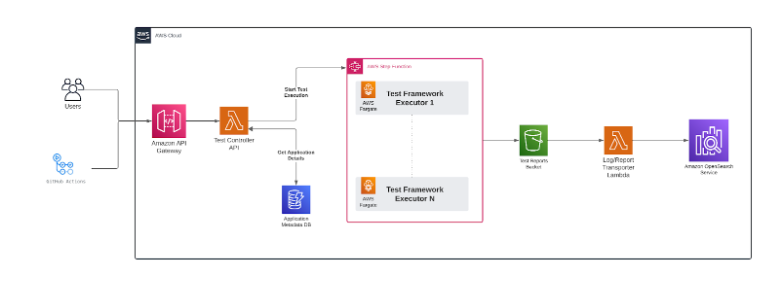 aws
AWS Cloud
Users
GitHub Actions
Amazon API
Gateway
Test Controller
API
Start Test
Execution
Get Application
Details
Application
Metadata DB
AWS Step Function
AWS
Fargate
Test Framework
Executor 1
AWS
Fargate
Test Framework
Executor N
Test Reports
Bucket
Log/Report
Transporter
Lambda
Amazon OpenSearch
Service